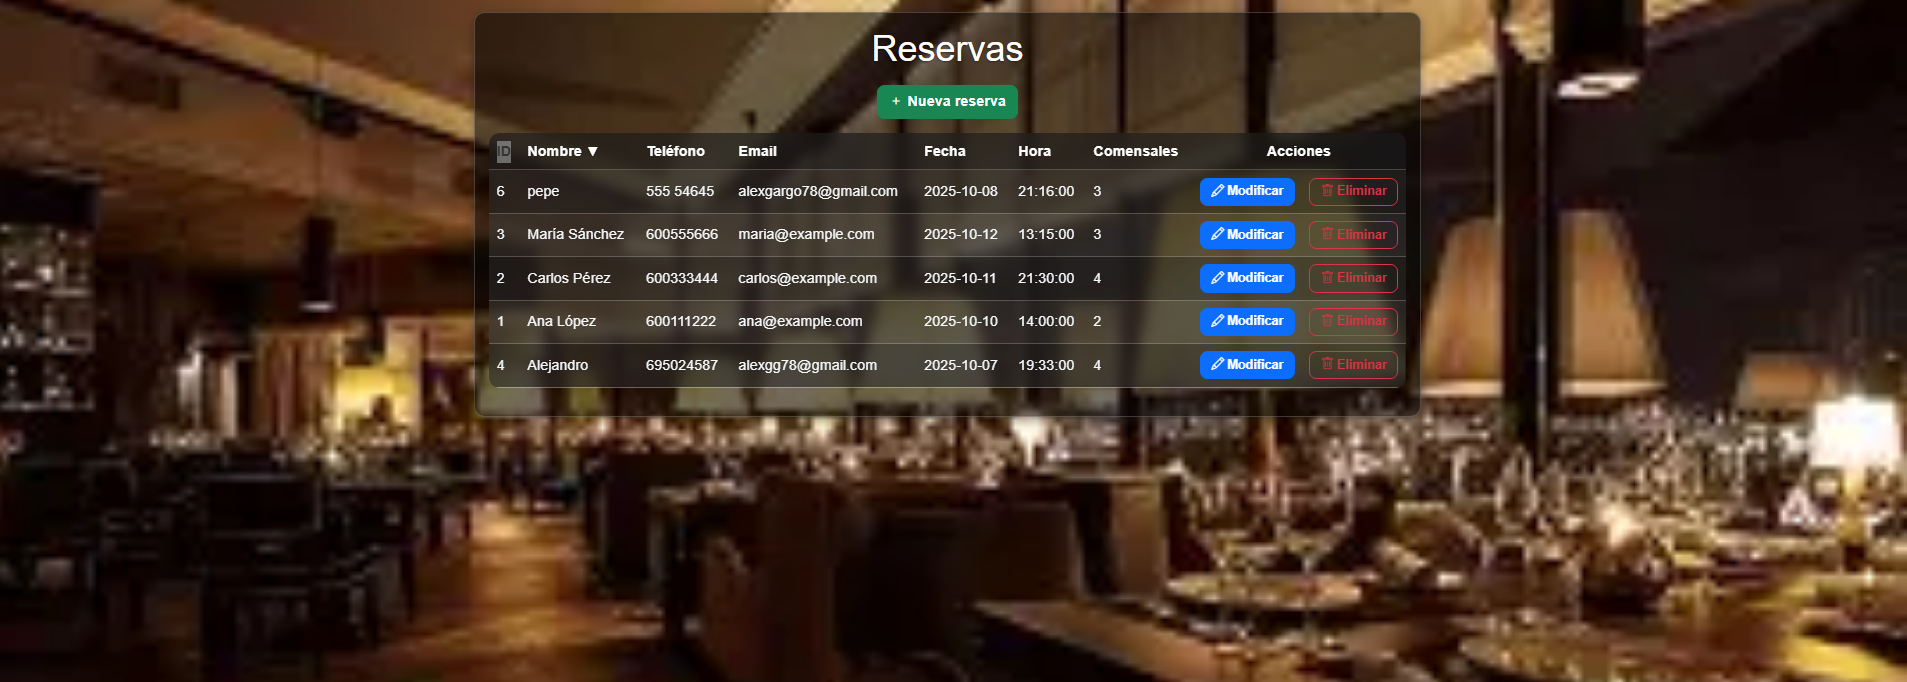 Reservas
+ Nueva reserva
ID Nombre ▼ Teléfono Email Fecha Hora Comensales Acciones
6 pepe 555 54645 alexgargo78@gmail.com 2025-10-08 21:16:00 3 Modificar Eliminar
3 María Sánchez 600555666 maria@example.com 2025-10-12 13:15:00 3 Modificar Eliminar
2 Carlos Pérez 600333444 carlos@example.com 2025-10-11 21:30:00 4 Modificar Eliminar
1 Ana López 600111222 ana@example.com 2025-10-10 14:00:00 2 Modificar Eliminar
4 Alejandro 695024587 alexgg78@gmail.com 2025-10-07 19:33:00 4 Modificar Eliminar